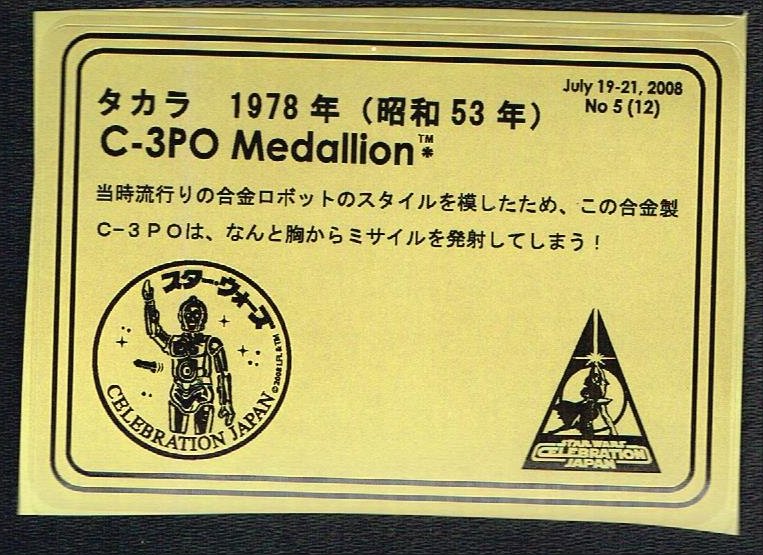 タカラ 1978年(昭和53年)
July 19-21, 2008
No 5 (12)
C-3PO Medallion™*
当時流行りの合金ロボットのスタイルを模したため、この合金製
C-3POは、なんと胸からミサイルを発射してしまう!
スター・ウォーズ
CELEBRATION JAPAN
©2008 LFL & TM
STAR WARS
CELEBRATION
JAPAN